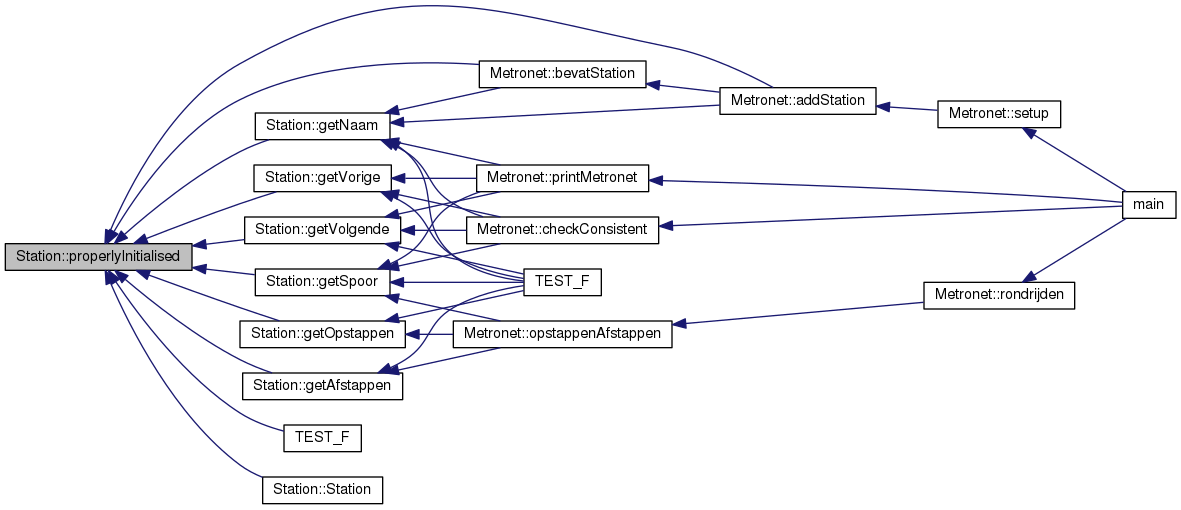 Station::properlyInitialised
Station::getNaam
Station::getVorige
Station::getVolgende
Station::getSpoor
Station::getOpstappen
Station::getAfstappen
TEST_F
Station::Station
Metronet::bevatStation
Metronet::printMetronet
Metronet::checkConsistent
TEST_F
Metronet::opstappenAfstappen
Metronet::addStation
Metronet::setup
Metronet::rondrijden
main